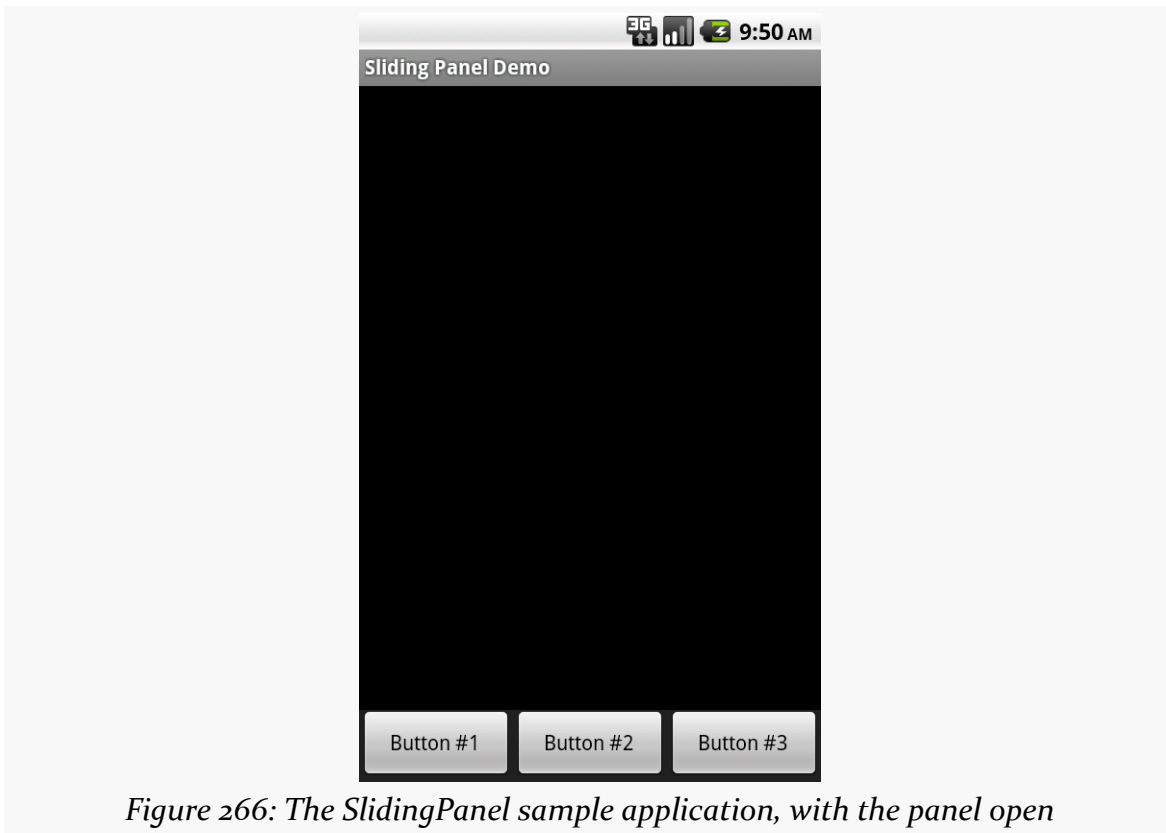 3G
9:50 AM
Sliding Panel Demo
Button #1 Button #2 Button #3
Figure 266: The SlidingPanel sample application, with the panel open